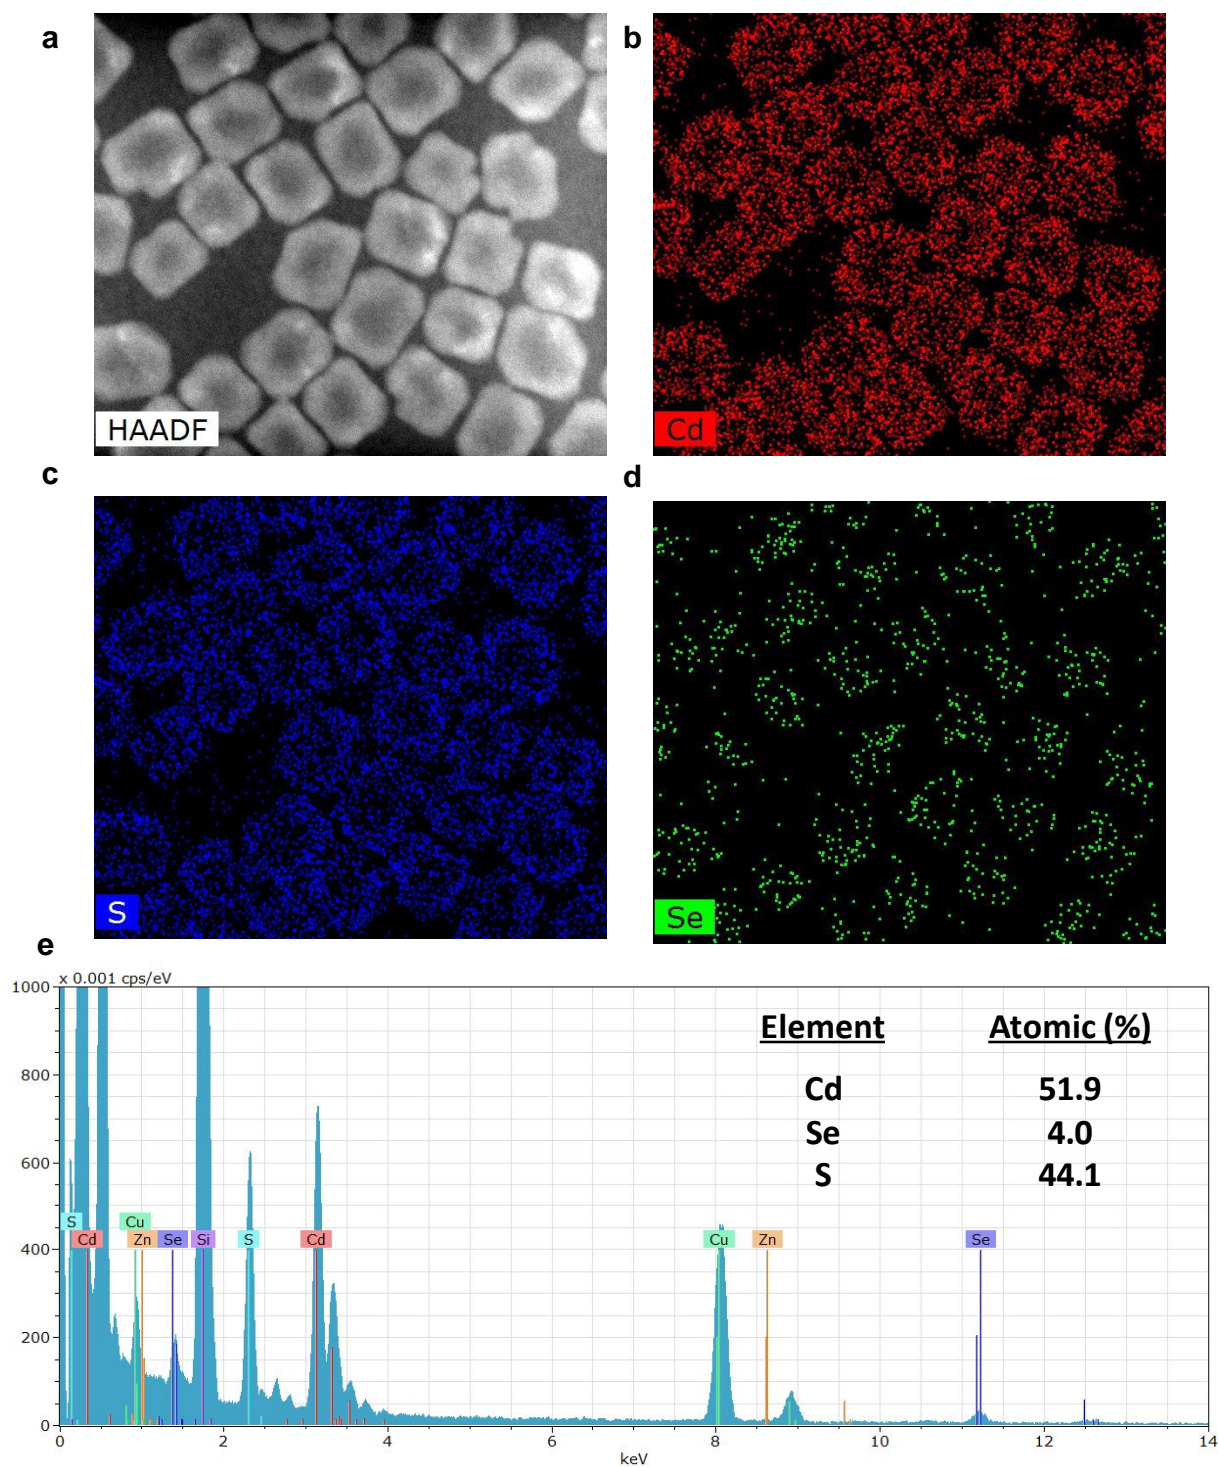 a
b
HAADF
Cd
c
d
S
Se
e
x 0.001 cps/eV
1000
800
600
400
200
0
Element Atomic (%)
Cd 51.9
Se 4.0
S 44.1
S Cu
Cd Zn Se Si S Cd Cu Zn Se
0 2 4 6 8 10 12 14
keV